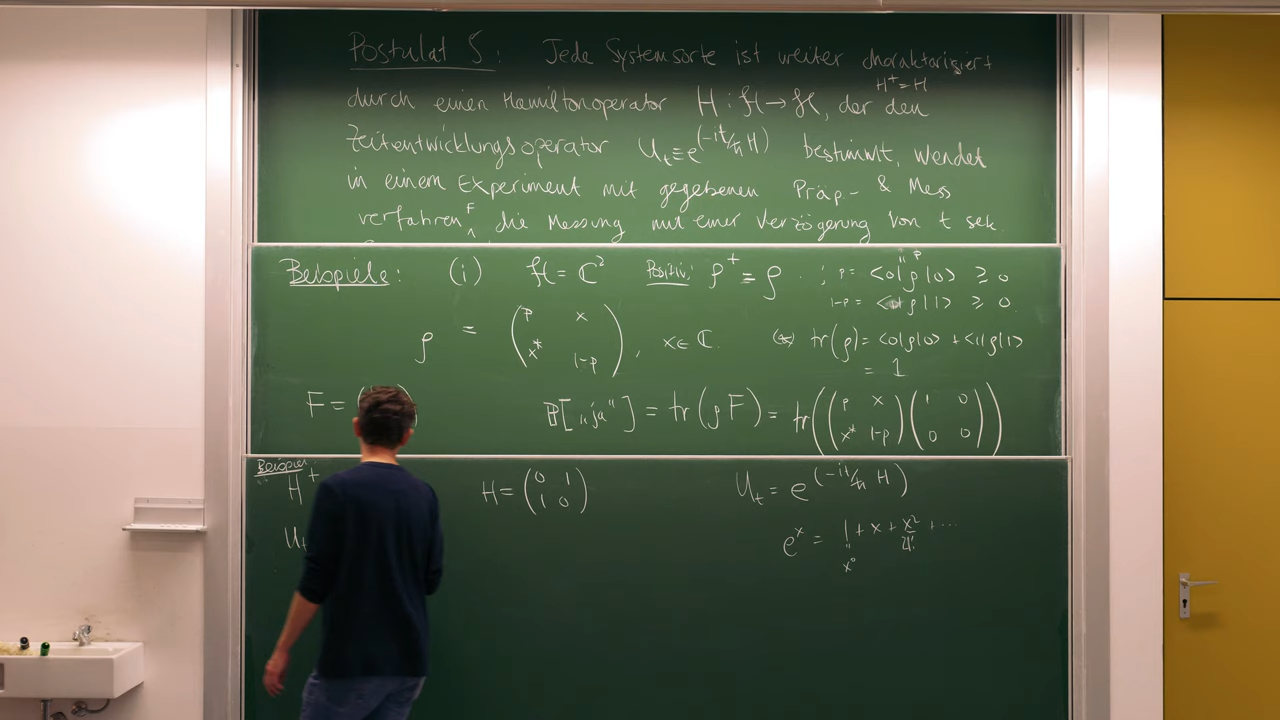 Postulat 5: Jede Systemsorte ist weiter charakterisiert
durch einen Hamiltonoperator H: ℋ → ℋ, der den
H⁺=H
Zeitentwicklungsoperator U_t ≡ e^(-it/ħ H) bestimmt. Wendet
in einem Experiment mit gegebenen Präp.- & Mess
verfahren F die Messung mit einer Verzögerung von t sek.
Beispiele: (i) ℋ = ℂ² Positiv: ρ⁺ = ρ ; p = <0|ρ|0> ≥ 0
1-p = <1|ρ|1> ≥ 0.
ρ = (p x x* 1-p), x ∈ ℂ. (*) tr(ρ) = <0|ρ|0> + <1|ρ|1>
= 1
F = ( ) ℙ["ja"] = tr(ρF) = tr((p x x* 1-p)(1 0 0 0))
Beispiel
H⁺ H = (0 1 1 0) U_t = e^(-it/ħ H)
U_t e^x = 1 + x + x²/2! + ...
x⁰